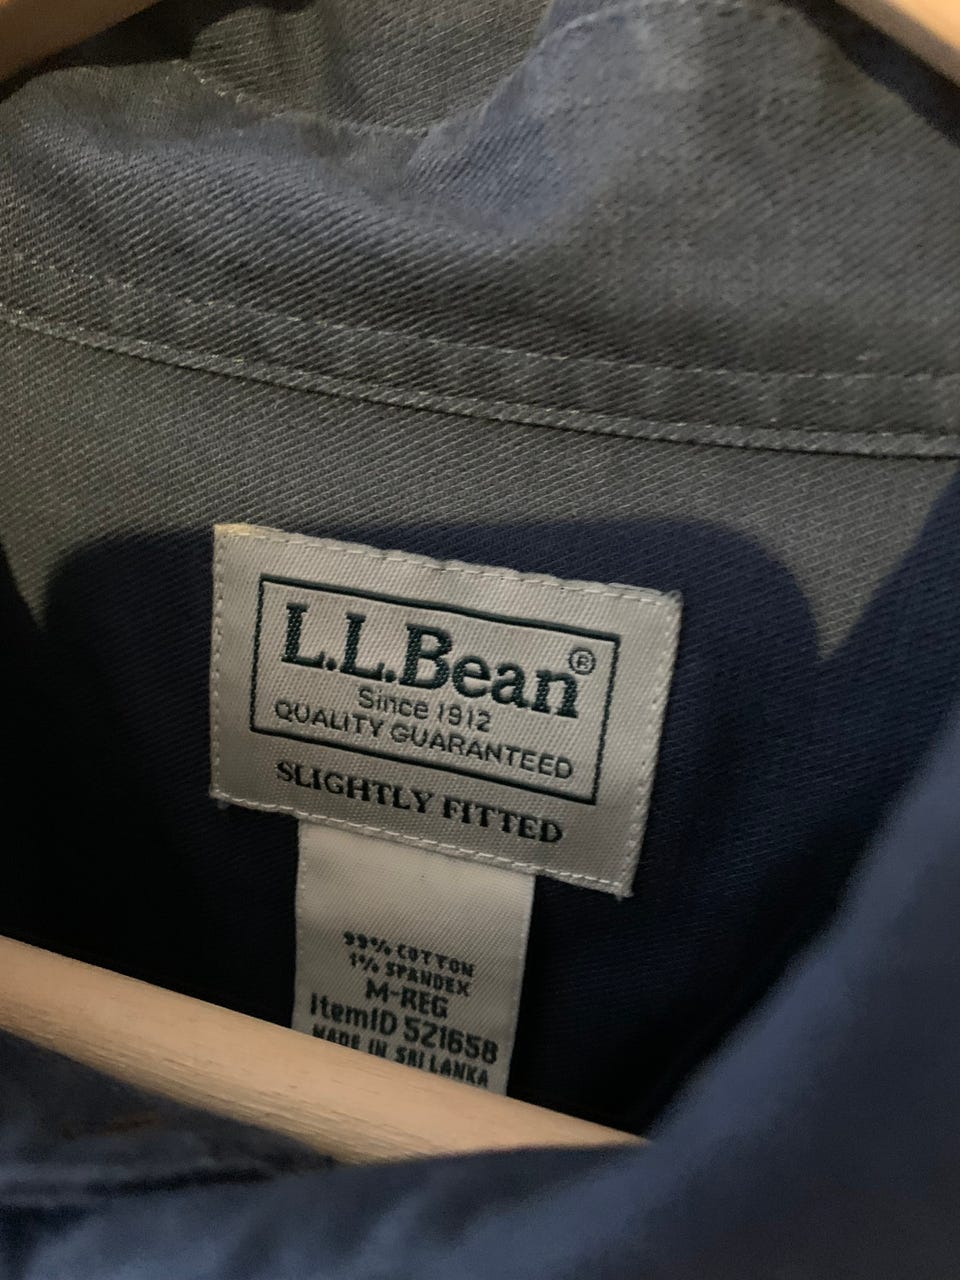 L.L.Bean®
Since 1912
QUALITY GUARANTEED
SLIGHTLY FITTED
99% COTTON
1% SPANDEX
M-REG
ItemID 521658
MADE IN SRI LANKA